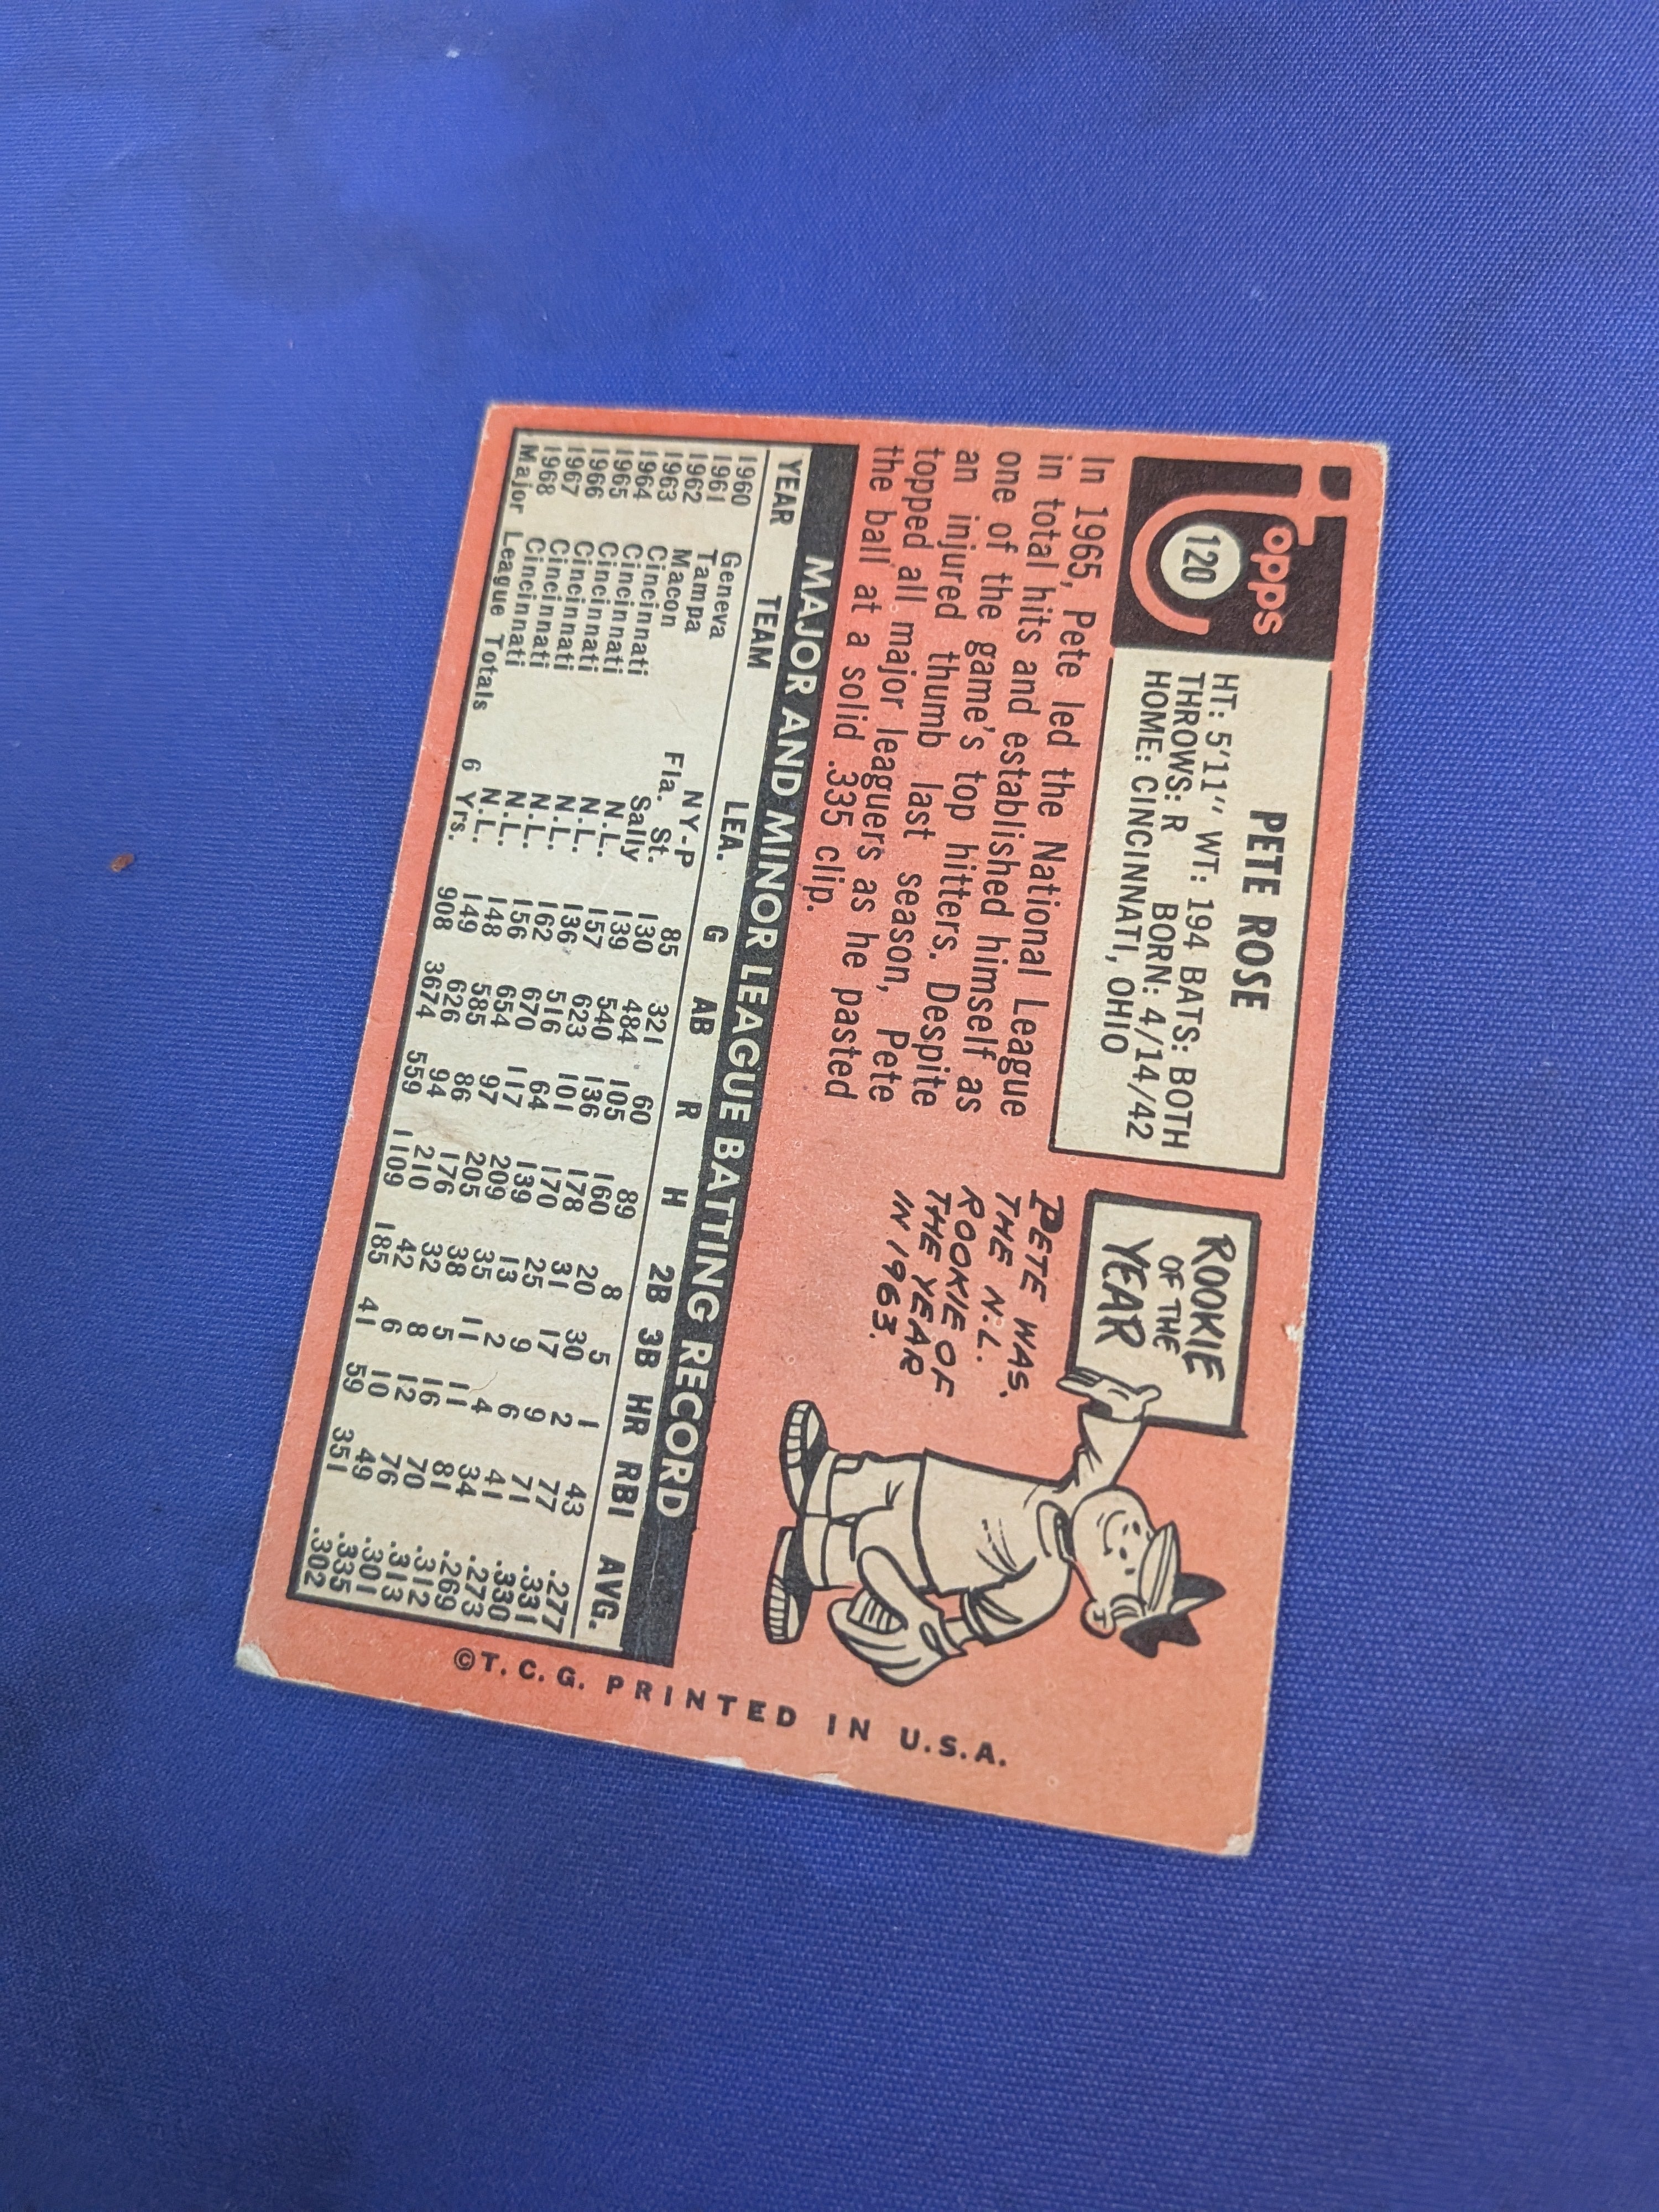 Topps
120
PETE ROSE
HT: 5'11" WT: 194 BATS: BOTH
THROWS: R BORN: 4/14/42
HOME: CINCINNATI, OHIO
In 1965, Pete led the National League
in total hits and established himself as
one of the game's top hitters. Despite
an injured thumb last season, Pete
topped all major leaguers as he pasted
the ball at a solid .335 clip.
ROOKIE
OF THE
YEAR
PETE WAS
THE N.L.
ROOKIE OF
THE YEAR
IN 1963.
MAJOR AND MINOR LEAGUE BATTING RECORD
YEAR TEAM LEA. G AB R H 2B 3B HR RBI AVG.
1960 Geneva NY-P 85 321 60 89 8 5 1 43 .277
1961 Tampa Fla. St. 130 484 105 160 20 30 2 77 .331
1962 Macon Sally 139 540 136 178 31 17 9 71 .330
1963 Cincinnati N.L. 157 623 101 170 25 9 6 41 .273
1964 Cincinnati N.L. 136 516 64 139 13 2 4 34 .269
1965 Cincinnati N.L. 162 670 117 209 35 11 11 81 .312
1966 Cincinnati N.L. 156 654 97 205 38 5 16 70 .313
1967 Cincinnati N.L. 148 585 86 176 32 8 12 76 .301
1968 Cincinnati N.L. 149 626 94 210 42 6 10 49 .335
Major League Totals 6 Yrs. 908 3674 559 1109 185 41 59 351 .302
©T.C.G. PRINTED IN U.S.A.